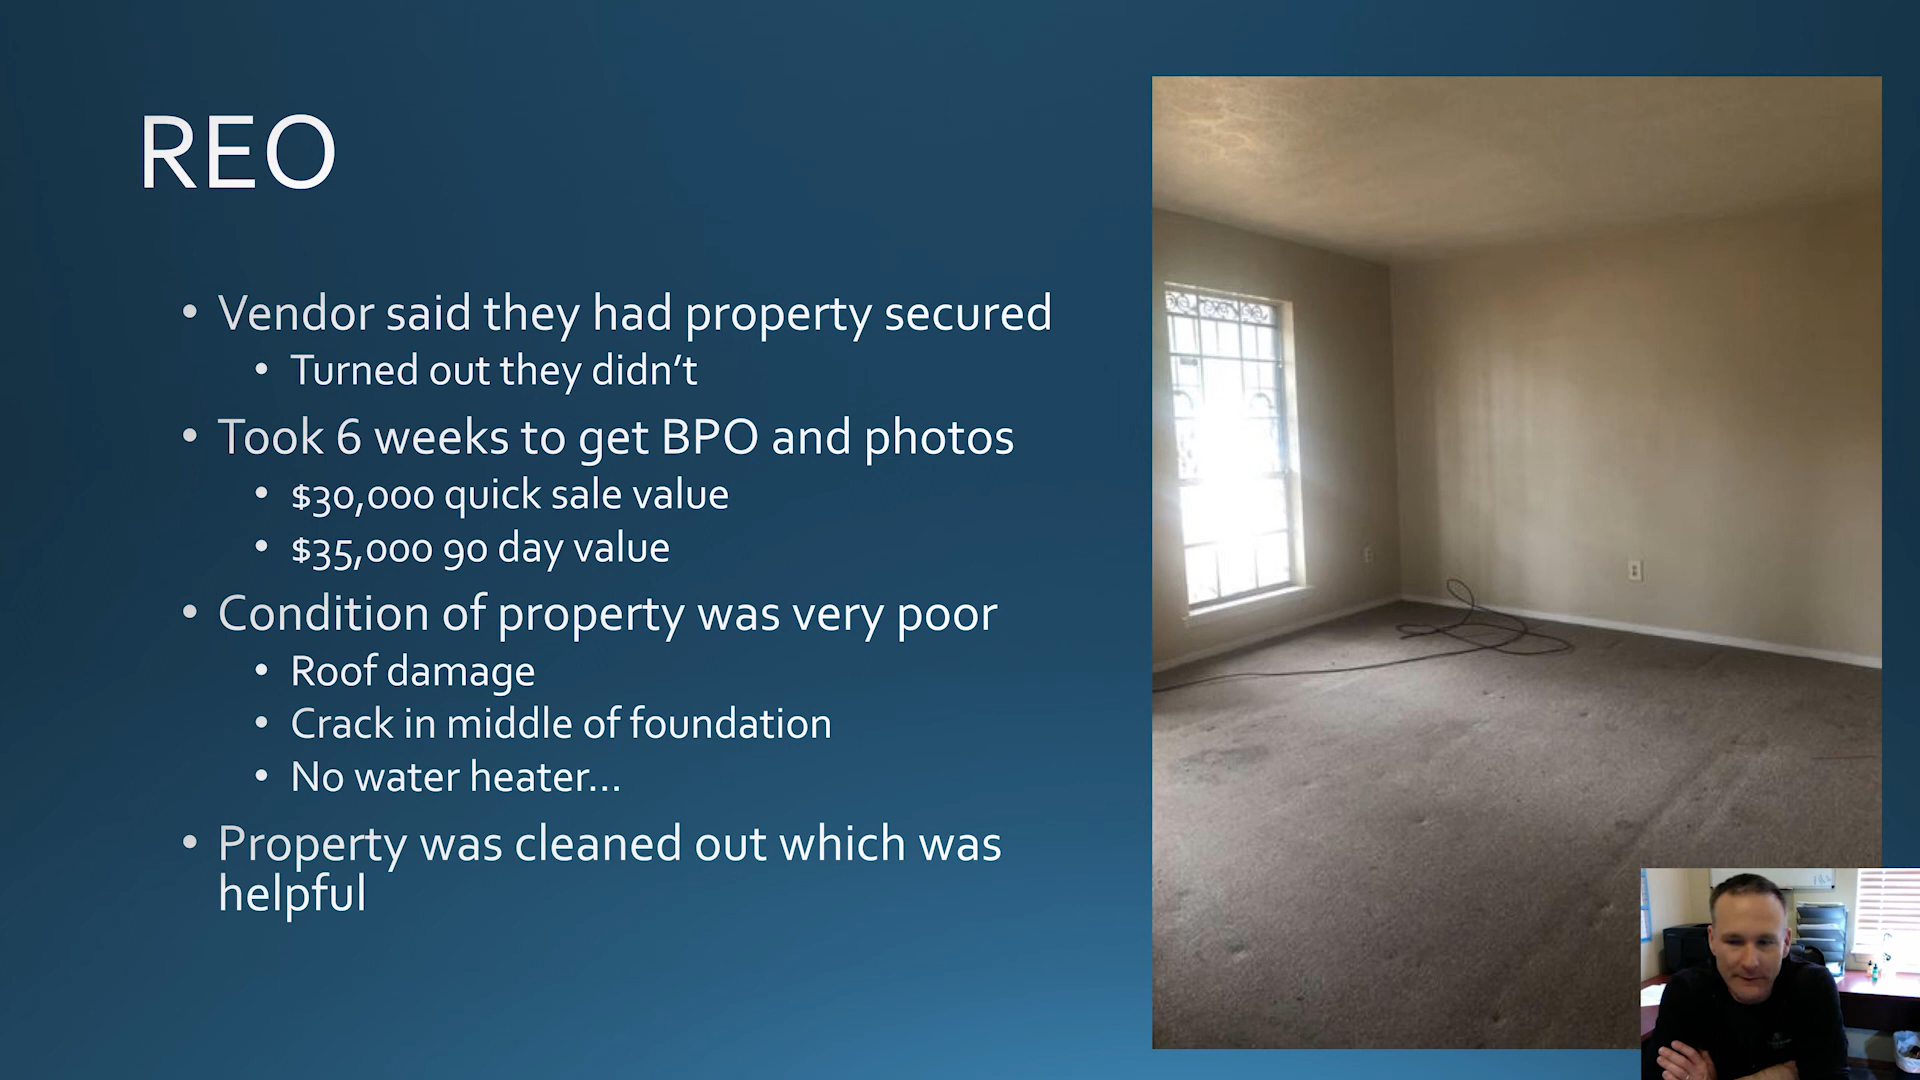 REO
• Vendor said they had property secured
• Turned out they didn't
• Took 6 weeks to get BPO and photos
• $30,000 quick sale value
• $35,000 90 day value
• Condition of property was very poor
• Roof damage
• Crack in middle of foundation
• No water heater...
• Property was cleaned out which was
helpful